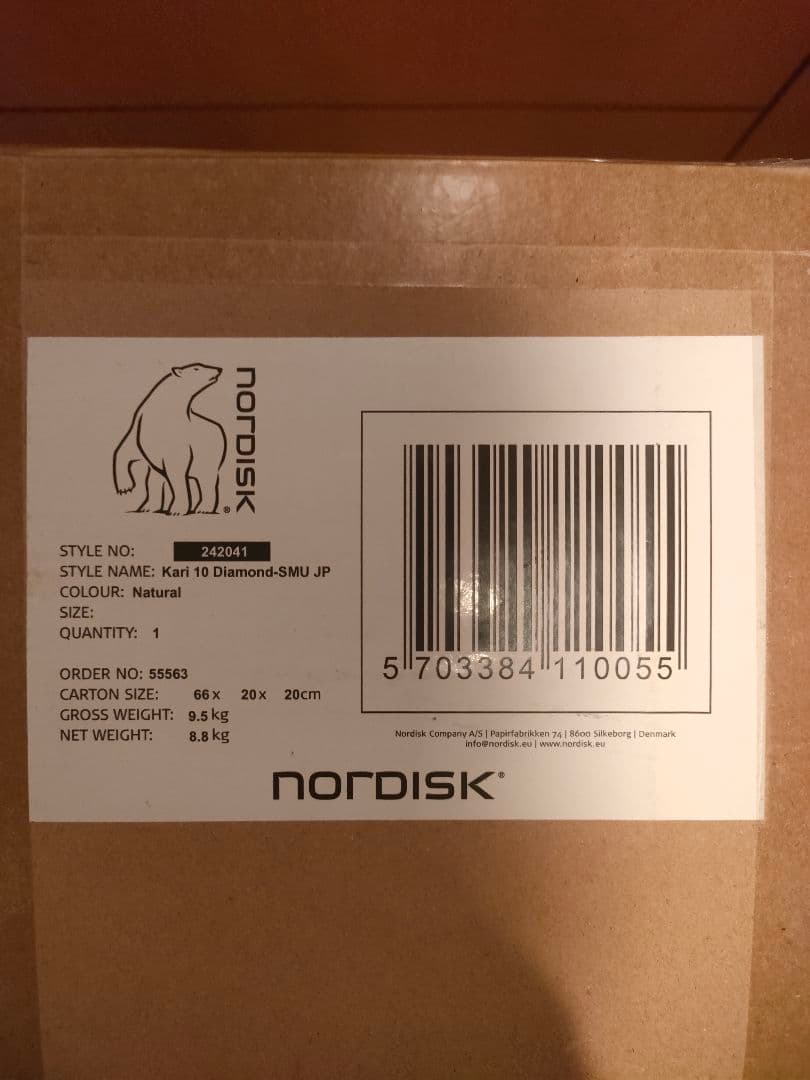 NORDISK®
STYLE NO: 242041
STYLE NAME: Kari 10 Diamond-SMU JP
COLOUR: Natural
SIZE:
QUANTITY: 1
ORDER NO: 55563
CARTON SIZE: 66 x 20 x 20cm
GROSS WEIGHT: 9.5 kg
NET WEIGHT: 8.8 kg
5 703384 110055
Nordisk Company A/S | Papirfabrikken 74 | 8600 Silkeborg | Denmark
info@nordisk.eu | www.nordisk.eu
NORDISK®